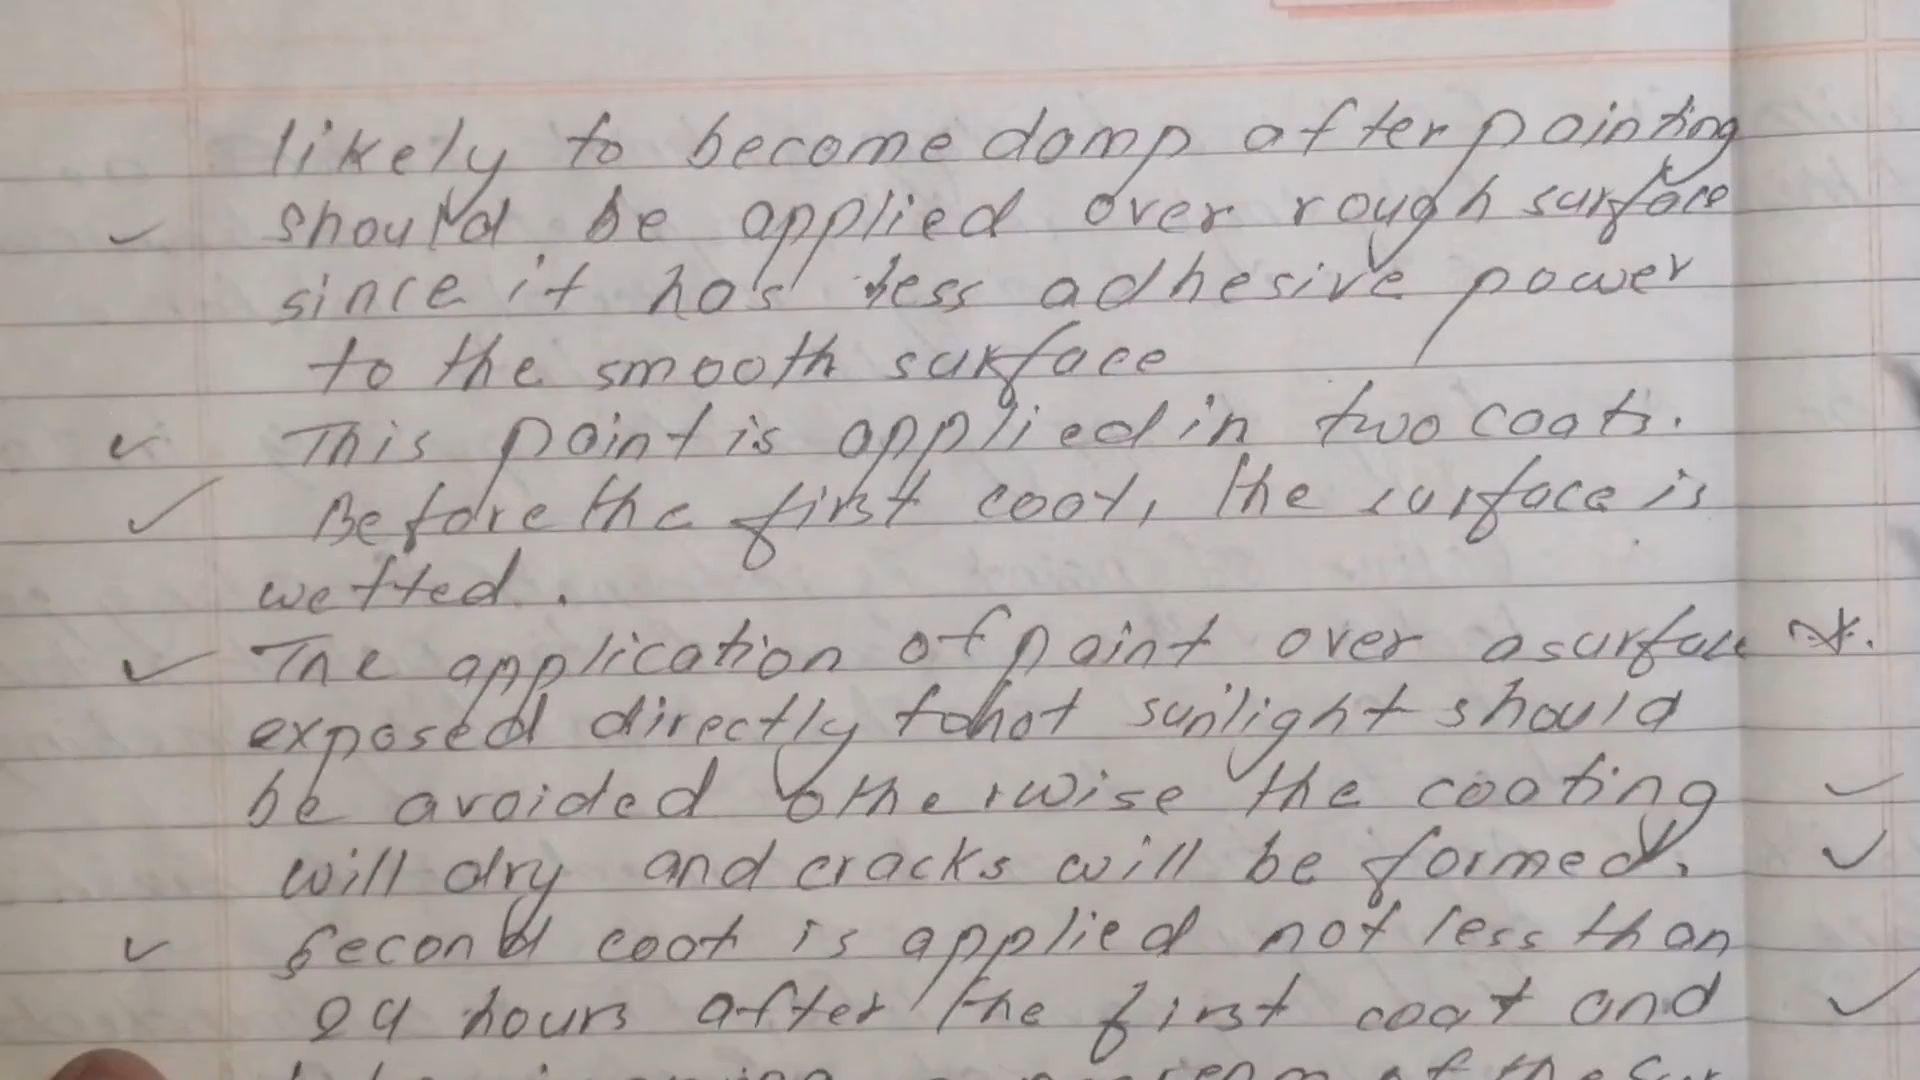 likely to become damp after painting
should be applied over rough surface
since it has less adhesive power
to the smooth surface
This paint is applied in two coats.
Before the first coat, the surface is
wetted.
The application of paint over a surface
exposed directly to hot sunlight should
be avoided otherwise the coating
will dry and cracks will be formed.
Second coat is applied not less than
24 hours after the first coat and
of the sur